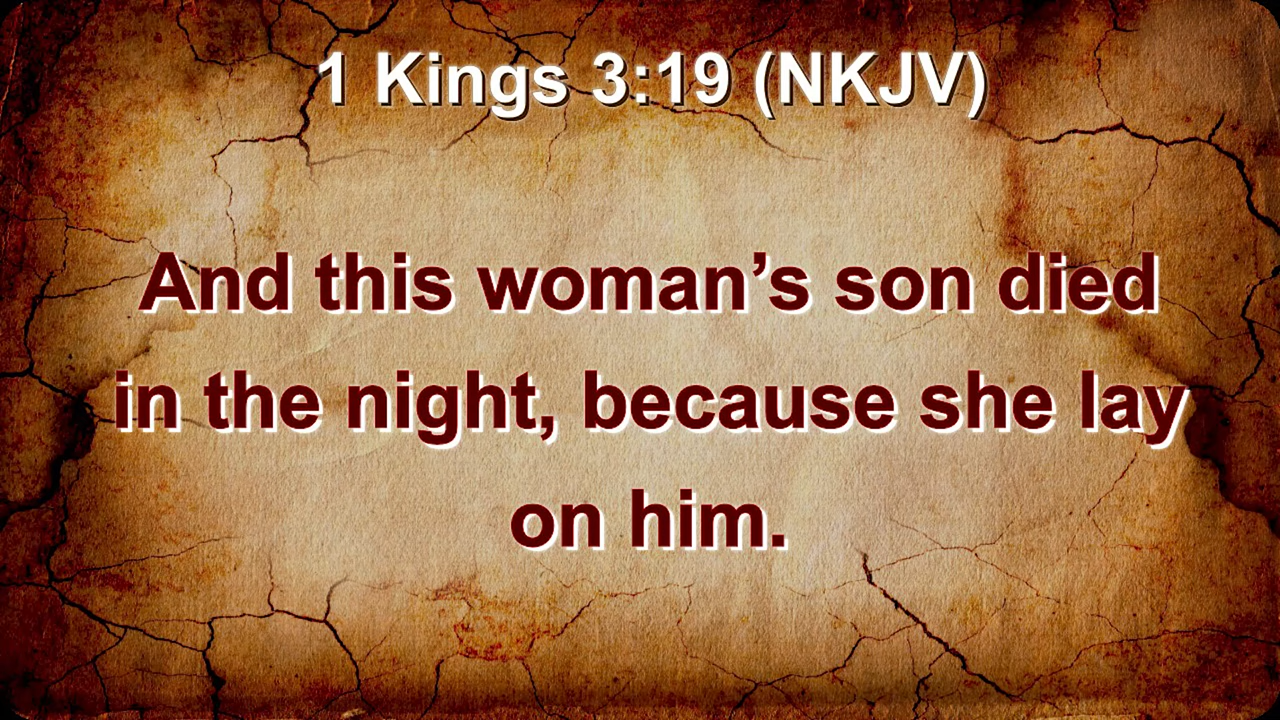 1 Kings 3:19 (NKJV)
And this woman’s son died
in the night, because she lay
on him.